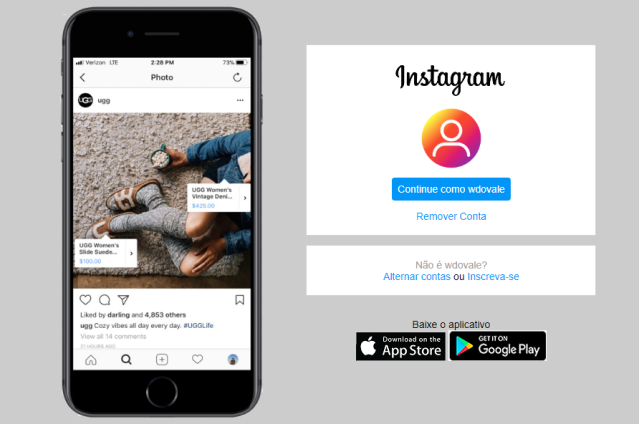 Verizon LTE 2:28 PM 73%
Photo
UGG ugg
UGG Women's
Vintage Deni...
$425.00
UGG Women's
Slide Suede...
$100.00
Liked by darling and 4,853 others
ugg Cozy vibes all day every day. #UGGLife
View all 14 comments
Instagram
Continue como wdovale
Remover Conta
Não é wdovale?
Alternar contas ou Inscreva-se
Baixe o aplicativo
Download on the
App Store
GET IT ON
Google Play